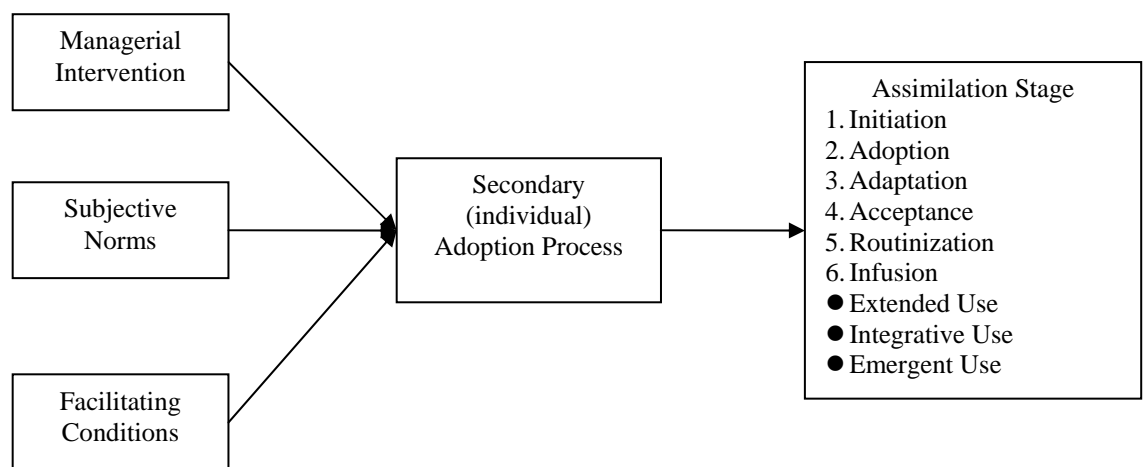 Managerial
Intervention
Subjective
Norms
Facilitating
Conditions
Secondary
(individual)
Adoption Process
Assimilation Stage
1. Initiation
2. Adoption
3. Adaptation
4. Acceptance
5. Routinization
6. Infusion
● Extended Use
● Integrative Use
● Emergent Use